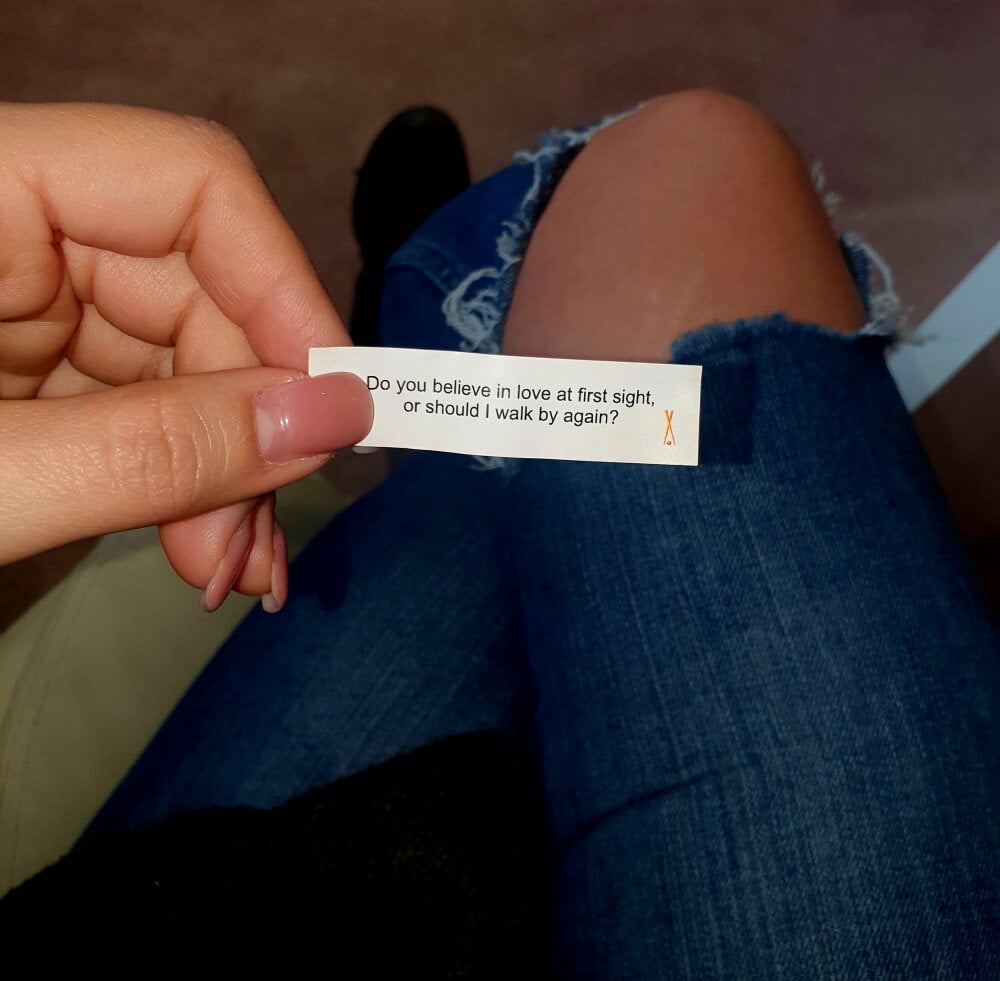 Do you believe in love at first sight,
or should I walk by again?